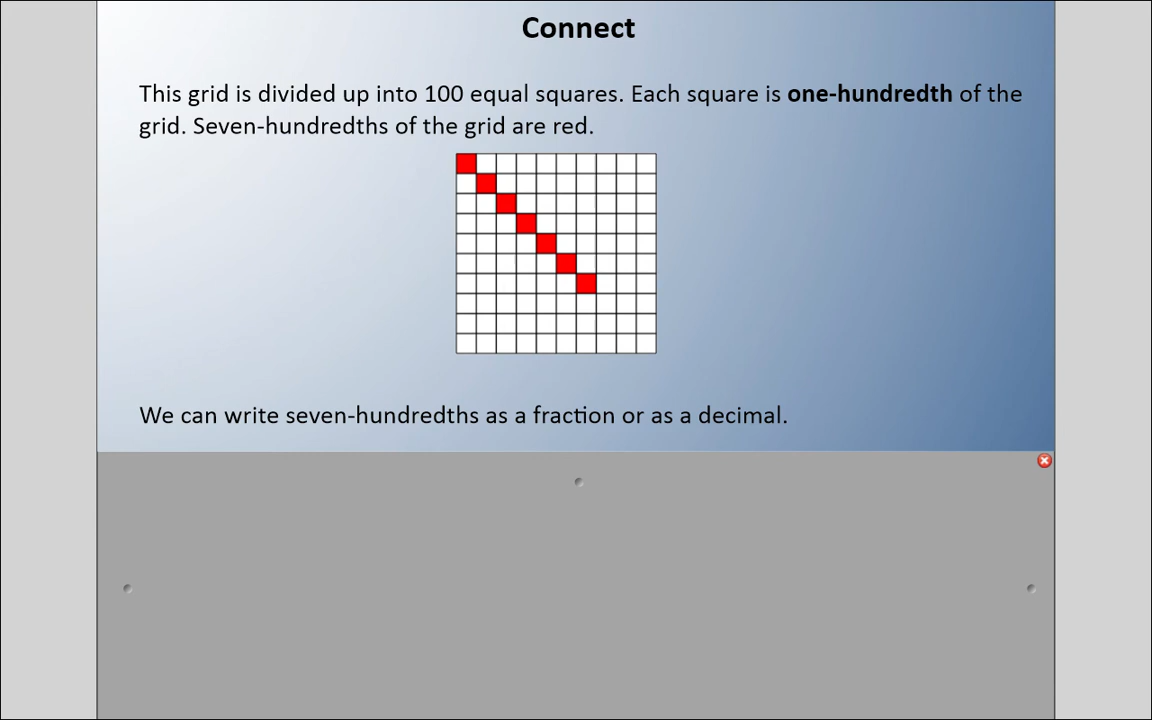 Connect
This grid is divided up into 100 equal squares. Each square is one-hundredth of the
grid. Seven-hundredths of the grid are red.
We can write seven-hundredths as a fraction or as a decimal.